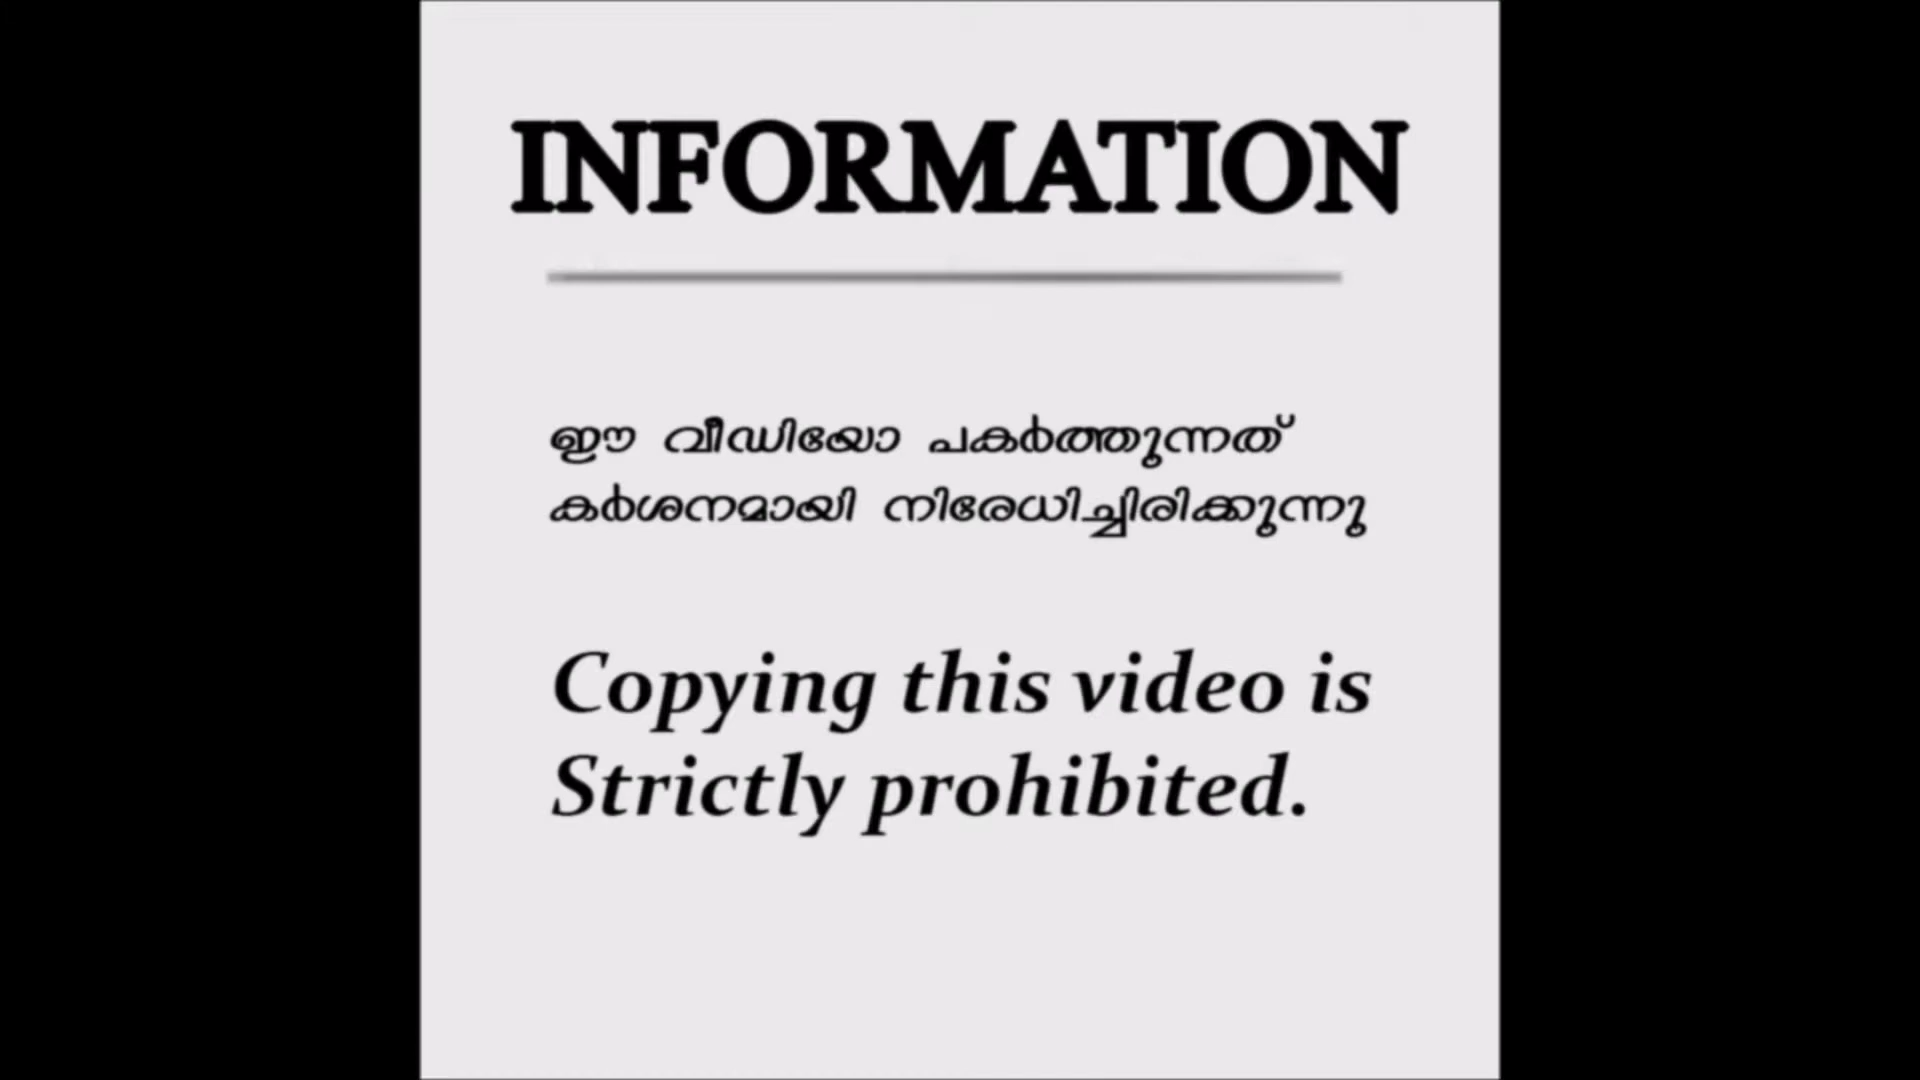 INFORMATION
ഈ വീഡിയോ പകർത്തുന്നത്
കർശനമായി നിരേധിച്ചിരിക്കുന്നു
Copying this video is
Strictly prohibited.